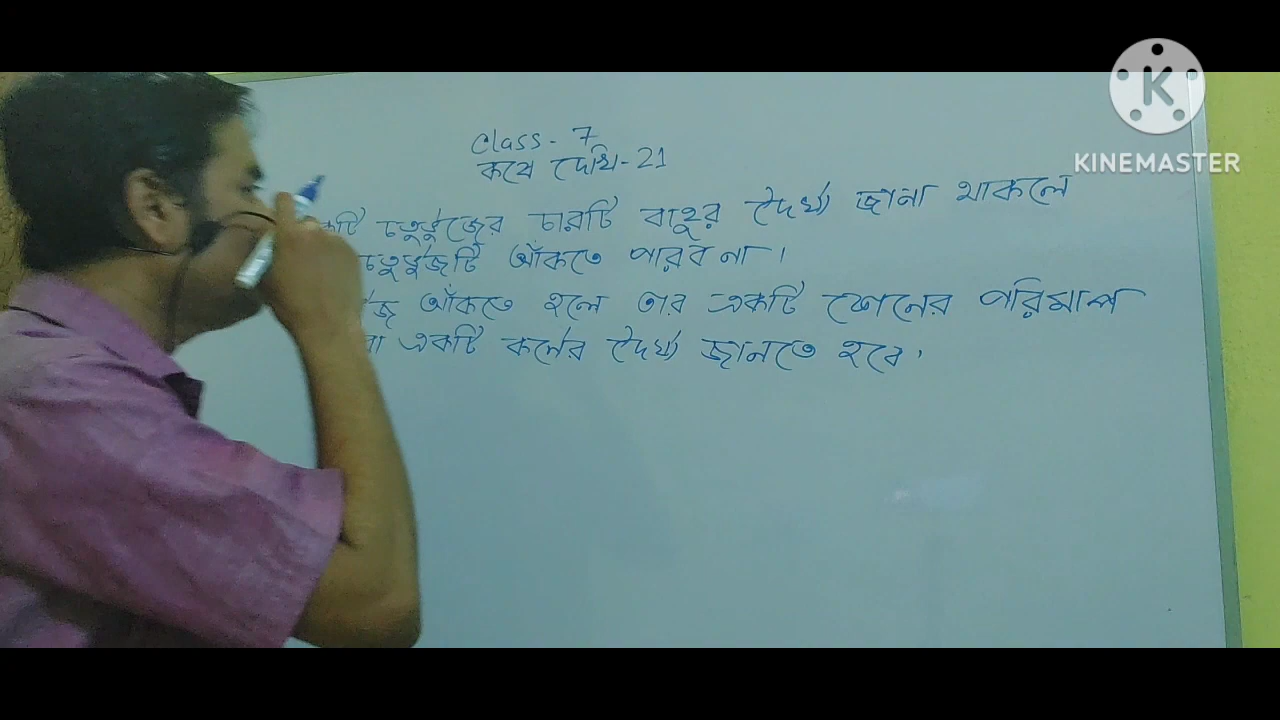 Class - 7
কষে দেখি - 21
চতুর্ভুজের চারটি বাহুর দৈর্ঘ্য জানা থাকলে
চতুর্ভুজটি আঁকতে পারব না।
আঁকতে হলে তার একটি কোনের পরিমাপ
একটি কর্ণের দৈর্ঘ্য জানতে হবে।
K
KINEMASTER